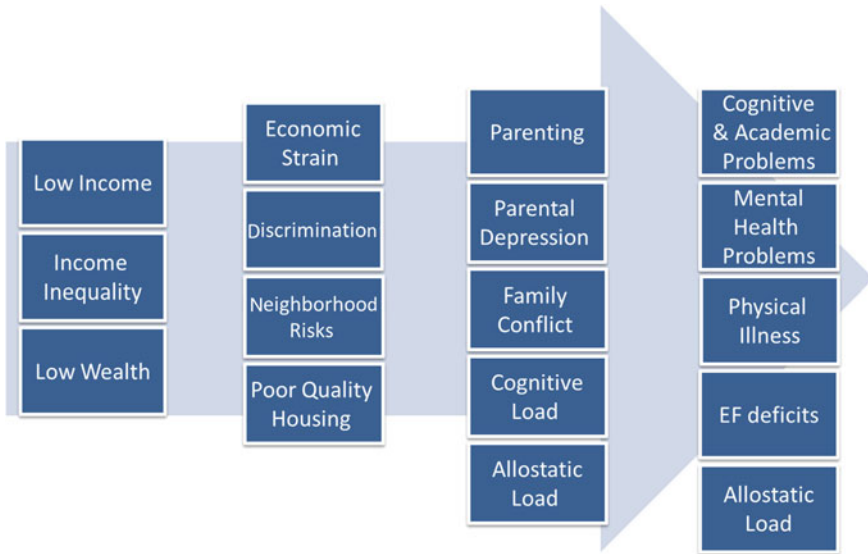 Low Income
Income
Inequality
Low Wealth
Economic
Strain
Discrimination
Neighborhood
Risks
Poor Quality
Housing
Parenting
Parental
Depression
Family
Conflict
Cognitive
Load
Allostatic
Load
Cognitive
& Academic
Problems
Mental
Health
Problems
Physical
Illness
EF deficits
Allostatic
Load